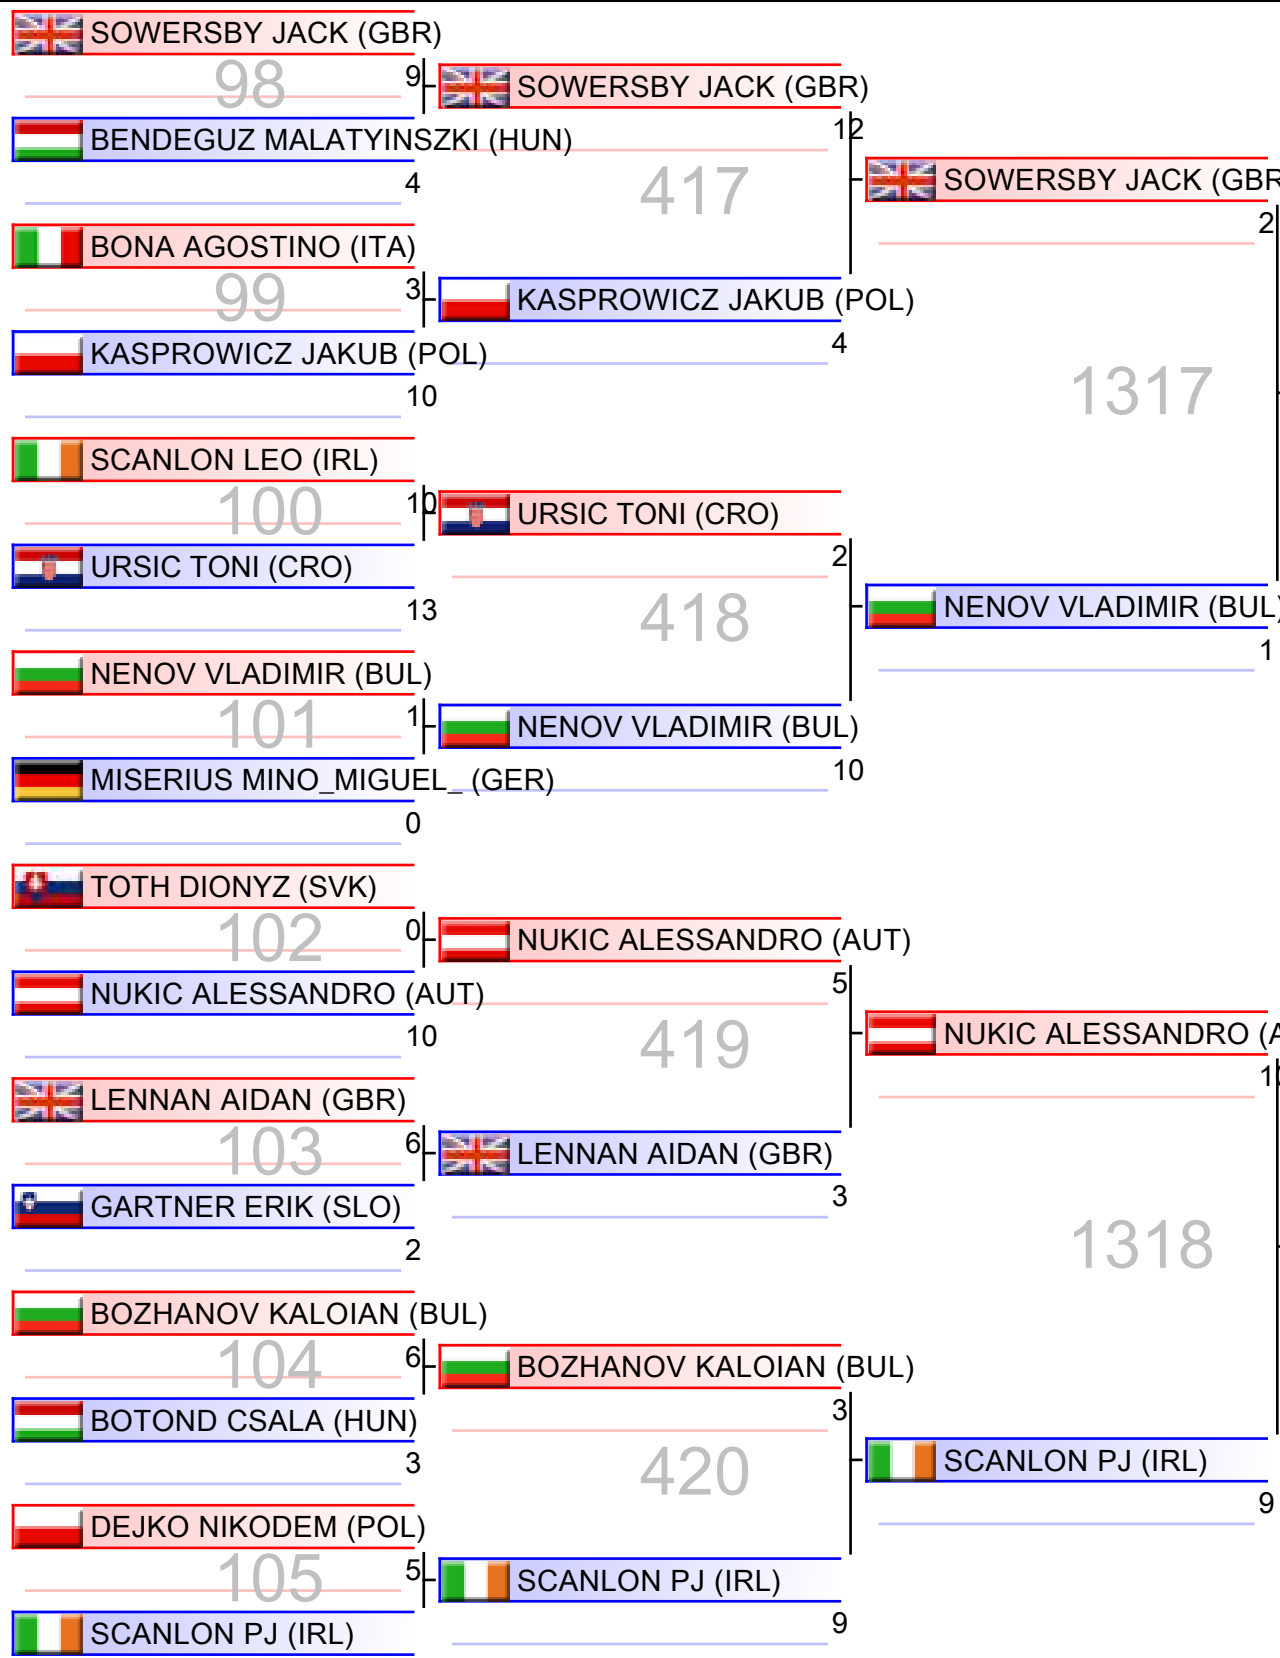 SOWERSBY JACK (GBR)
98
9
BENDEGUZ MALATYINSZKI (HUN)
4
BONA AGOSTINO (ITA)
99
3
KASPROWICZ JAKUB (POL)
10
SCANLON LEO (IRL)
100
10
URSIC TONI (CRO)
13
NENOV VLADIMIR (BUL)
101
1
MISERIUS MINO_MIGUEL_ (GER)
0
TOTH DIONYZ (SVK)
102
0
NUKIC ALESSANDRO (AUT)
10
LENNAN AIDAN (GBR)
103
6
GARTNER ERIK (SLO)
2
BOZHANOV KALOIAN (BUL)
104
6
BOTOND CSALA (HUN)
3
DEJKO NIKODEM (POL)
105
5
SCANLON PJ (IRL)
SOWERSBY JACK (GBR)
12
417
KASPROWICZ JAKUB (POL)
4
URSIC TONI (CRO)
2
418
NENOV VLADIMIR (BUL)
10
NUKIC ALESSANDRO (AUT)
5
419
LENNAN AIDAN (GBR)
3
BOZHANOV KALOIAN (BUL)
3
420
SCANLON PJ (IRL)
9
SOWERSBY JACK (GBR
2
1317
NENOV VLADIMIR (BUL)
1
NUKIC ALESSANDRO (A
10
1318
SCANLON PJ (IRL)
9